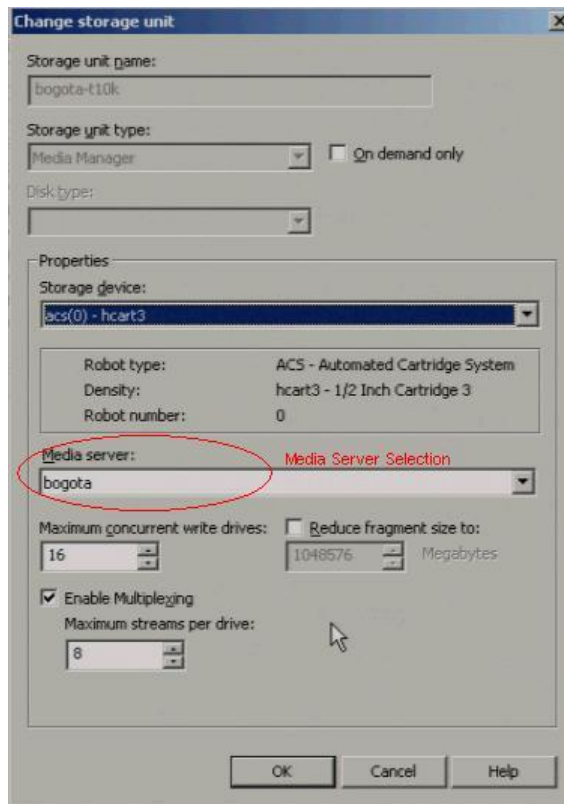 Change storage unit
Storage unit name:
bogota-t10k
Storage unit type:
Media Manager
On demand only
Disk type:
Properties
Storage device:
acs(0) - hcart3
Robot type: ACS - Automated Cartridge System
Density: hcart3 - 1/2 Inch Cartridge 3
Robot number: 0
Media server: Media Server Selection
bogota
Maximum concurrent write drives: Reduce fragment size to:
16 1048576 Megabytes
Enable Multiplexing
Maximum streams per drive:
8
OK Cancel Help